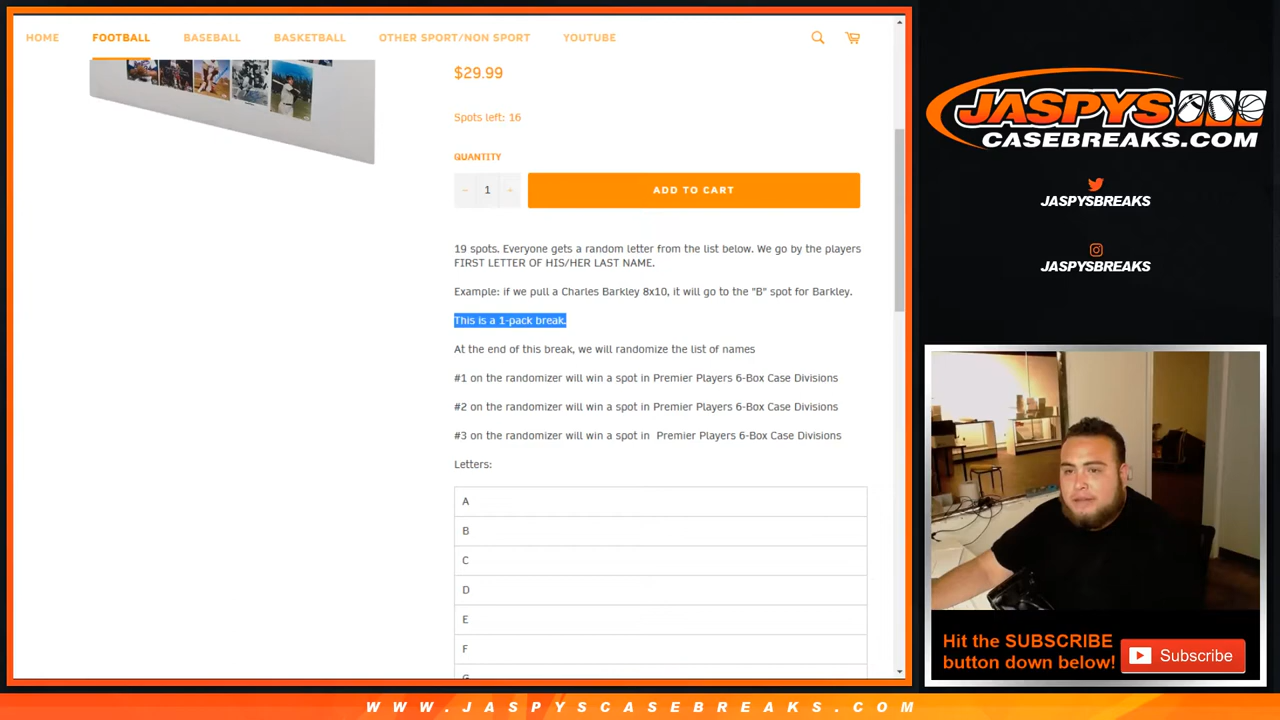 HOME FOOTBALL BASEBALL BASKETBALL OTHER SPORT/NON SPORT YOUTUBE
$29.99
Spots left: 16
QUANTITY
− 1 + ADD TO CART
19 spots. Everyone gets a random letter from the list below. We go by the players
FIRST LETTER OF HIS/HER LAST NAME.
Example: if we pull a Charles Barkley 8x10, it will go to the "B" spot for Barkley.
This is a 1-pack break.
At the end of this break, we will randomize the list of names
#1 on the randomizer will win a spot in Premier Players 6-Box Case Divisions
#2 on the randomizer will win a spot in Premier Players 6-Box Case Divisions
#3 on the randomizer will win a spot in Premier Players 6-Box Case Divisions
Letters:
A
B
C
D
E
F
G
JASPYS
CASEBREAKS.COM
JASPYSBREAKS
JASPYSBREAKS
Hit the SUBSCRIBE
button down below!
Subscribe
WWW.JASPYSCASEBREAKS.COM